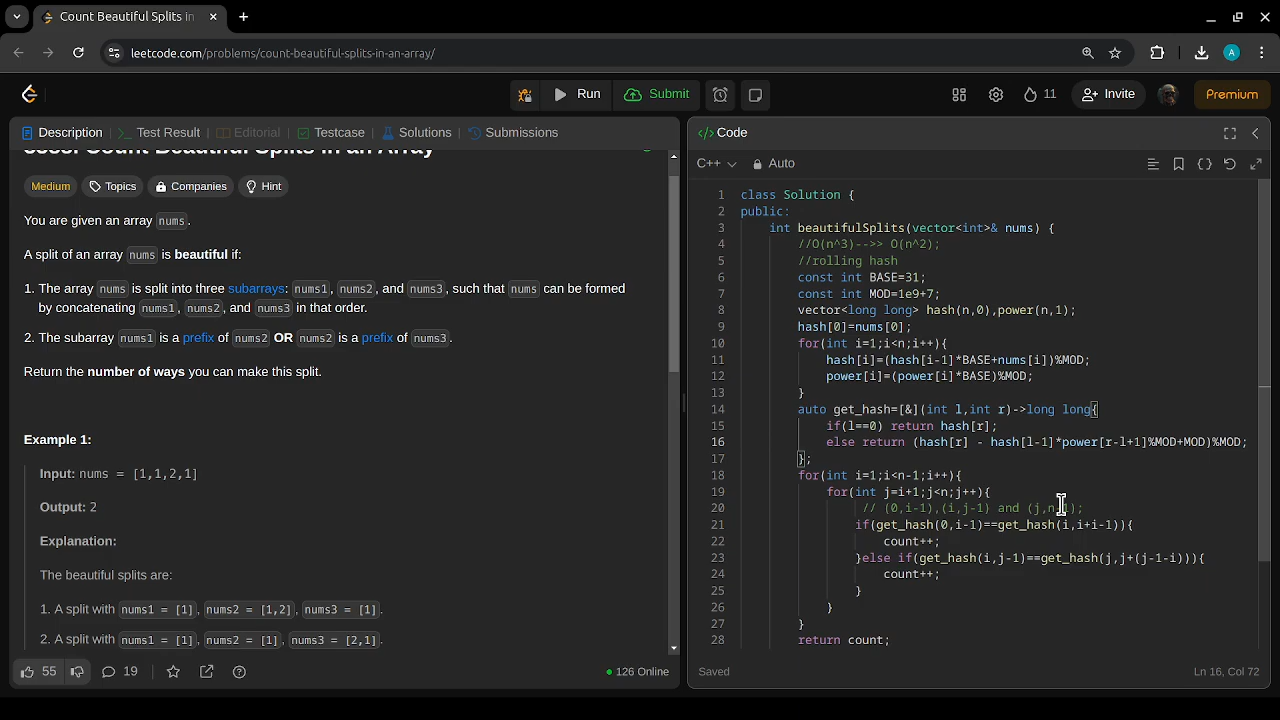 Count Beautiful Splits in
leetcode.com/problems/count-beautiful-splits-in-an-array/
A
Run
Submit
11
Invite
Premium
Description
Test Result
Editorial
Testcase
Solutions
Submissions
Count Beautiful Splits in an Array
Medium
Topics
Companies
Hint
You are given an array nums.
A split of an array nums is beautiful if:
1. The array nums is split into three subarrays: nums1, nums2, and nums3, such that nums can be formed
by concatenating nums1, nums2, and nums3 in that order.
2. The subarray nums1 is a prefix of nums2 OR nums2 is a prefix of nums3.
Return the number of ways you can make this split.
Example 1:
Input: nums = [1,1,2,1]
Output: 2
Explanation:
The beautiful splits are:
1. A split with nums1 = [1], nums2 = [1,2], nums3 = [1].
2. A split with nums1 = [1], nums2 = [1], nums3 = [2,1].
55
19
126 Online
</> Code
C++
Auto
1 class Solution {
2 public:
3 int beautifulSplits(vector<int>& nums) {
4 //O(n^3)-->> O(n^2);
5 //rolling hash
6 const int BASE=31;
7 const int MOD=1e9+7;
8 vector<long long> hash(n,0),power(n,1);
9 hash[0]=nums[0];
10 for(int i=1;i<n;i++){
11 hash[i]=(hash[i-1]*BASE+nums[i])%MOD;
12 power[i]=(power[i]*BASE)%MOD;
13 }
14 auto get_hash=[&](int l,int r)->long long{
15 if(l==0) return hash[r];
16 else return (hash[r] - hash[l-1]*power[r-l+1]%MOD+MOD)%MOD;
17 };
18 for(int i=1;i<n-1;i++){
19 for(int j=i+1;j<n;j++){
20 // (0,i-1),(i,j-1) and (j,n-1);
21 if(get_hash(0,i-1)==get_hash(i,i+i-1)){
22 count++;
23 }else if(get_hash(i,j-1)==get_hash(j,j+(j-1-i))){
24 count++;
25 }
26 }
27 }
28 return count;
Saved
Ln 16, Col 72